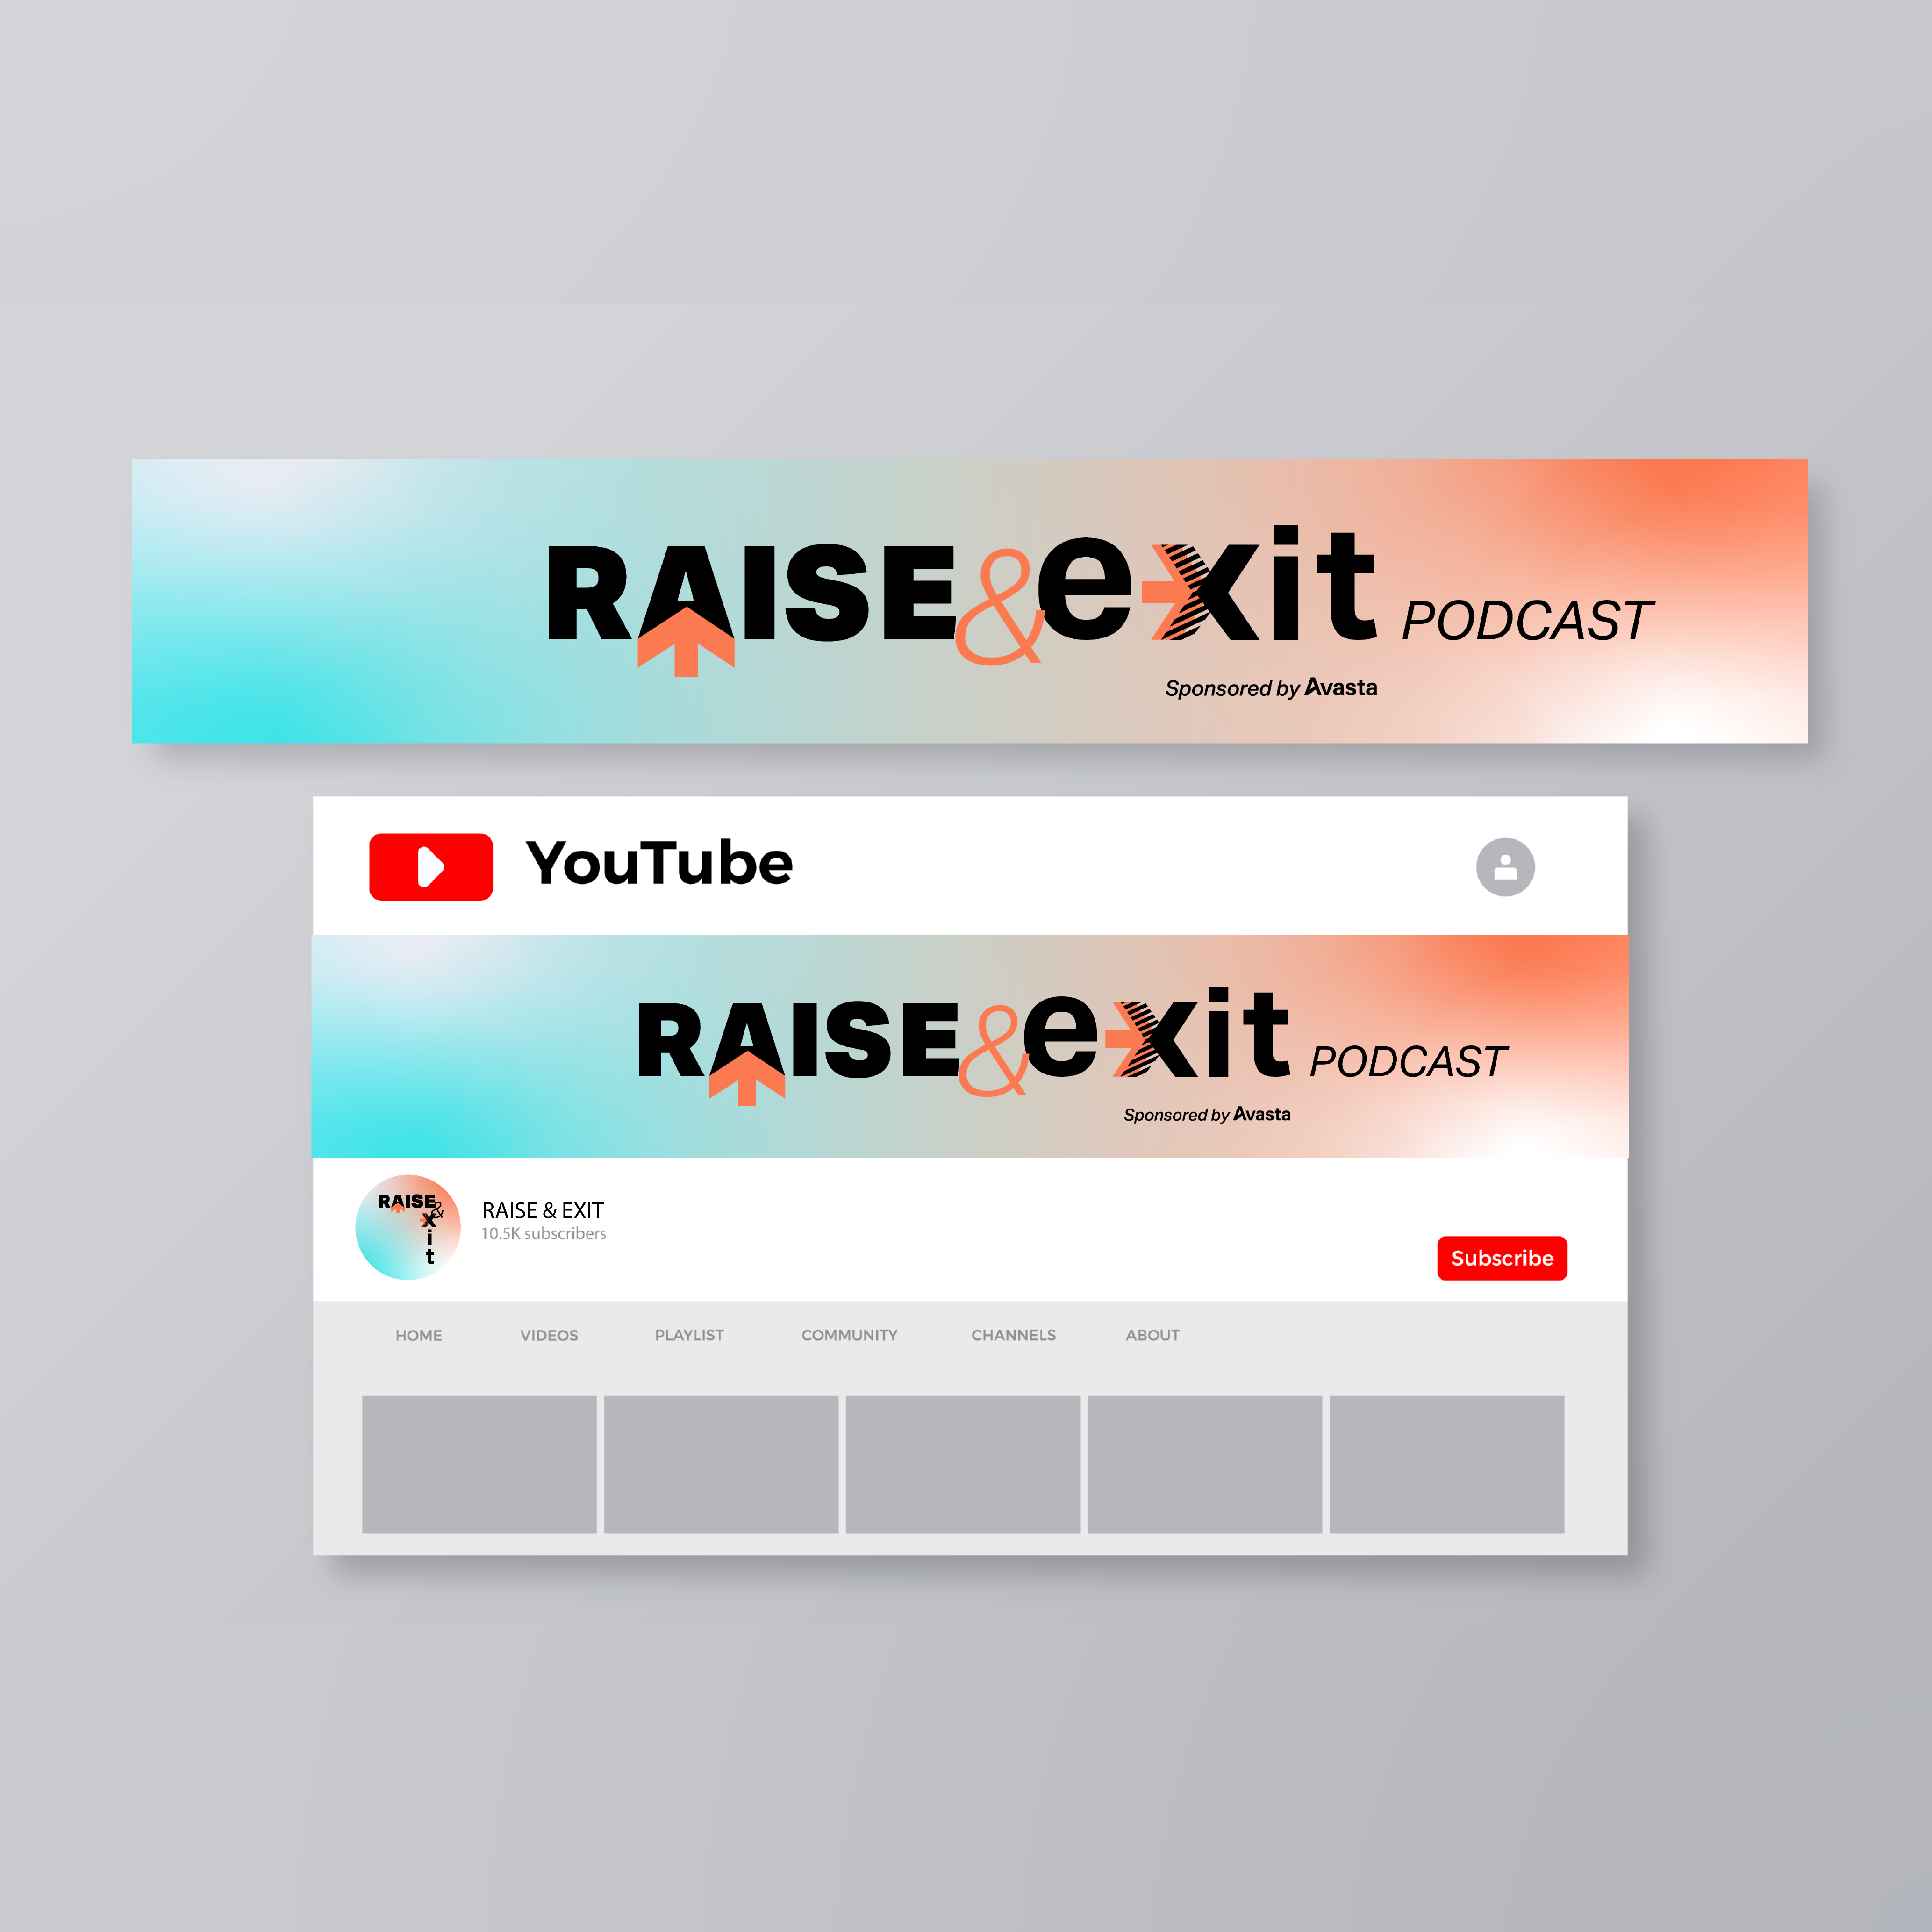 RAISE&exit PODCAST
Sponsored by Avasta
YouTube
RAISE&exit PODCAST
Sponsored by Avasta
RAISE&
x
i
t
RAISE & EXIT
10.5K subscribers
Subscribe
HOME VIDEOS PLAYLIST COMMUNITY CHANNELS ABOUT